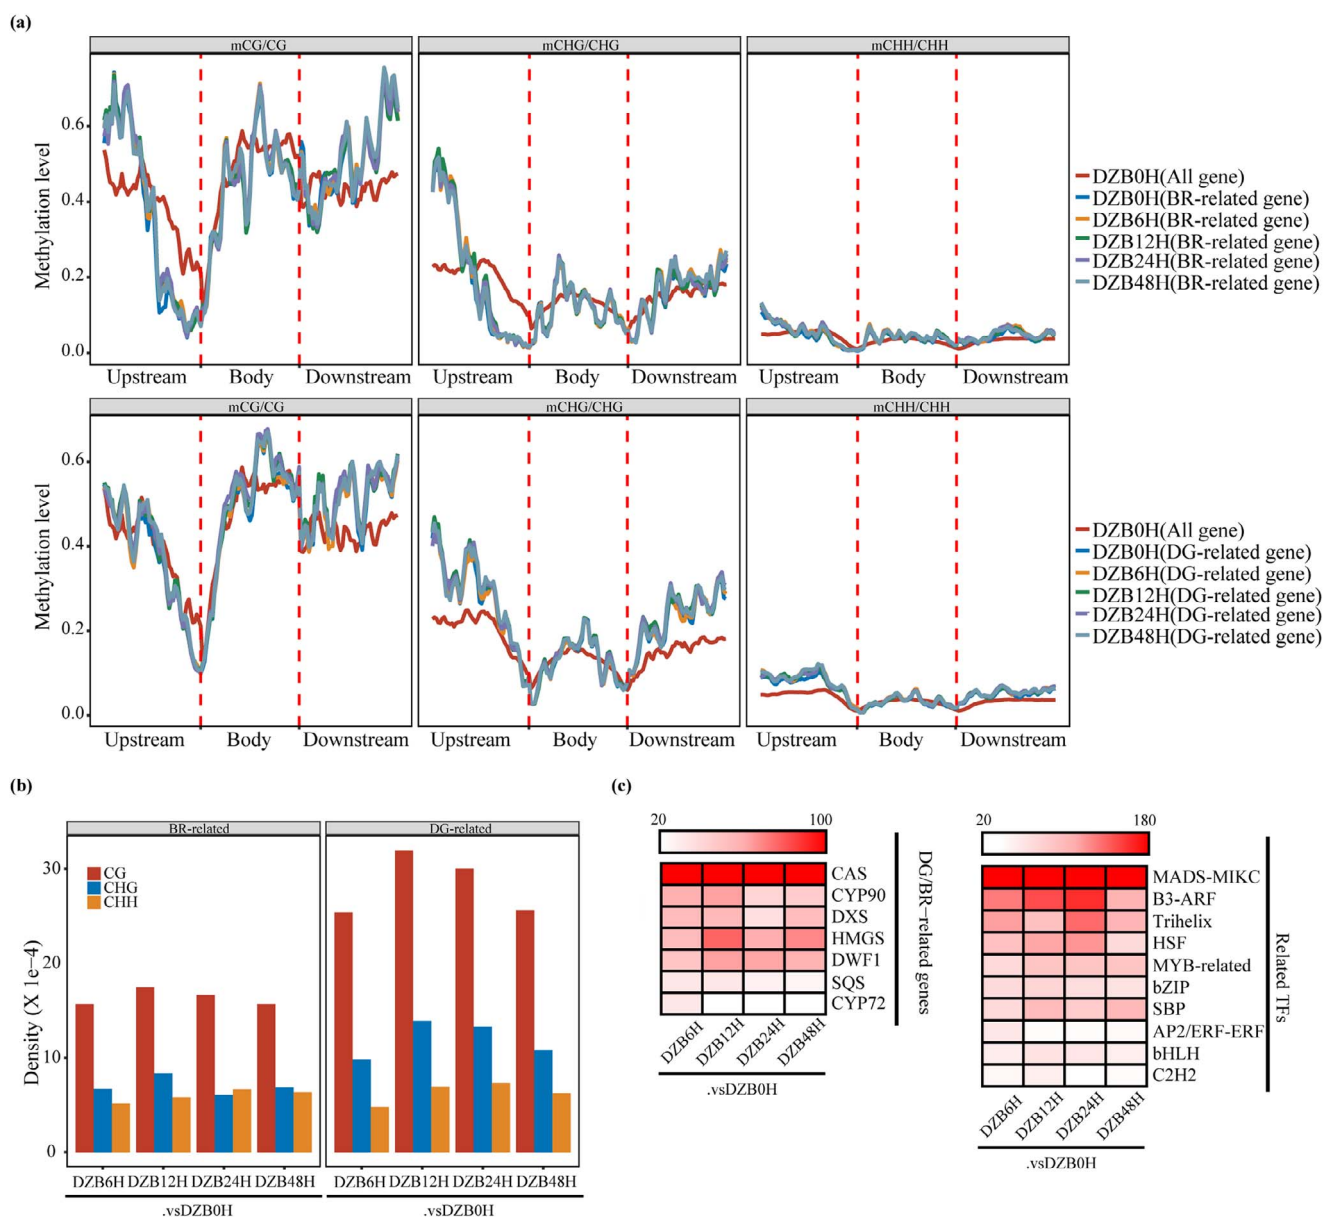 (a)
mCG/CG
mCHG/CHG
mCHH/CHH
Methylation level
0.6
0.4
0.2
0.0
Upstream
Body
Downstream
Upstream
Body
Downstream
Upstream
Body
Downstream
DZB0H(All gene)
DZB0H(BR-related gene)
DZB6H(BR-related gene)
DZB12H(BR-related gene)
DZB24H(BR-related gene)
DZB48H(BR-related gene)
mCG/CG
mCHG/CHG
mCHH/CHH
Methylation level
0.6
0.4
0.2
0.0
Upstream
Body
Downstream
Upstream
Body
Downstream
Upstream
Body
Downstream
DZB0H(All gene)
DZB0H(DG-related gene)
DZB6H(DG-related gene)
DZB12H(DG-related gene)
DZB24H(DG-related gene)
DZB48H(DG-related gene)
(b)
BR-related
DG-related
Density (X 1e−4)
30
20
10
0
CG
CHG
CHH
DZB6H
DZB12H
DZB24H
DZB48H
.vsDZB0H
DZB6H
DZB12H
DZB24H
DZB48H
.vsDZB0H
(c)
20
100
CAS
CYP90
DXS
HMGS
DWF1
SQS
CYP72
DG/BR−related genes
DZB6H
DZB12H
DZB24H
DZB48H
.vsDZB0H
20
180
MADS-MIKC
B3-ARF
Trihelix
HSF
MYB-related
bZIP
SBP
AP2/ERF-ERF
bHLH
C2H2
Related TFs
DZB6H
DZB12H
DZB24H
DZB48H
.vsDZB0H